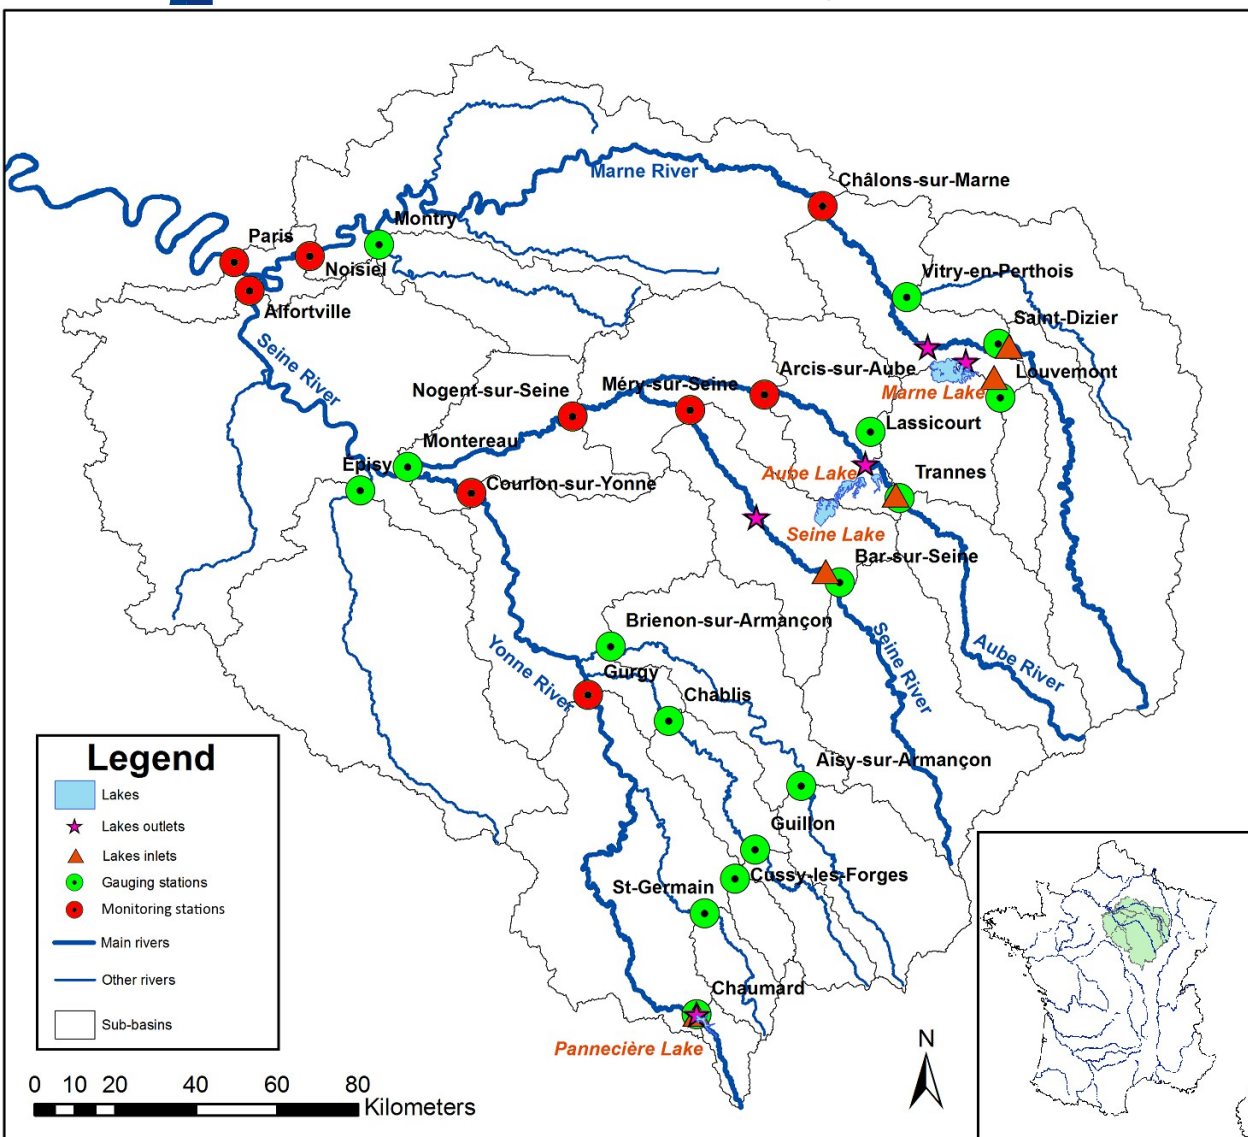 Marne River
Châlons-sur-Marne
Montry
Paris
Noisiel
Vitry-en-Perthois
Alfortville
Saint-Dizier
Seine River
Arcis-sur-Aube
Louvemont
Nogent-sur-Seine
Méry-sur-Seine
Marne Lake
Lassicourt
Montereau
Episy
Aube Lake
Trannes
Courlon-sur-Yonne
Seine Lake
Bar-sur-Seine
Brienon-sur-Armançon
Seine River
Aube River
Yonne River
Gurgy
Chablis
Aisy-sur-Armançon
Guillon
Cussy-les-Forges
St-Germain
Chaumard
Pannecière Lake
Legend
Lakes
Lakes outlets
Lakes inlets
Gauging stations
Monitoring stations
Main rivers
Other rivers
Sub-basins
N
0 10 20 40 60 80
Kilometers